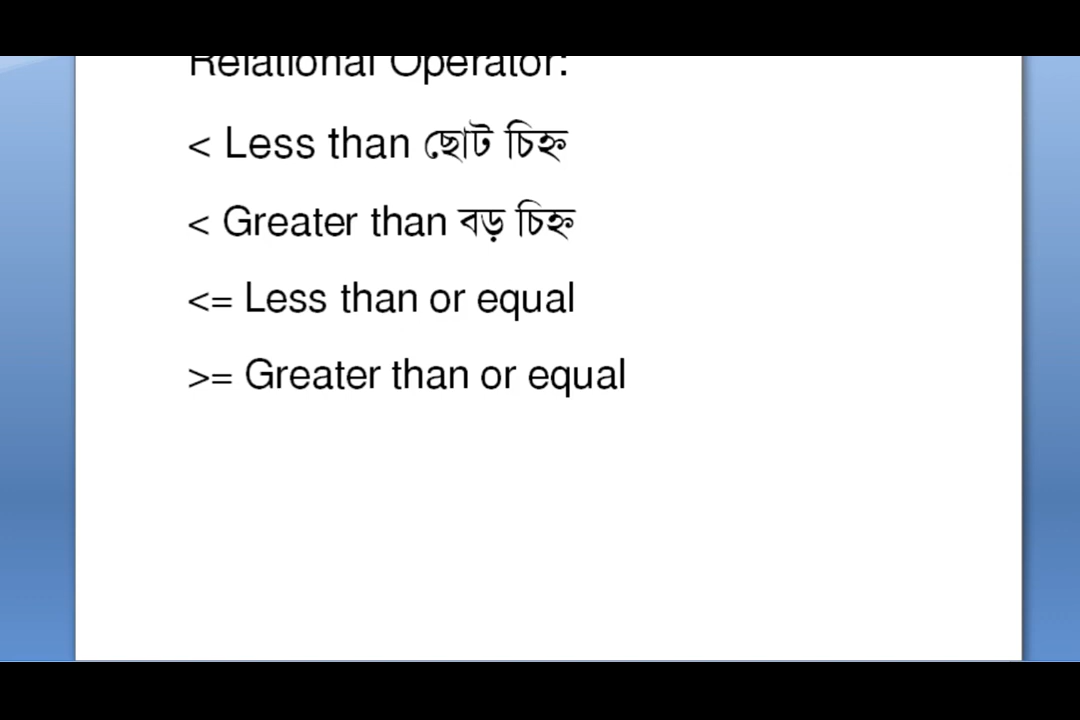 Relational Operator:
< Less than ছোট চিহ্ন
< Greater than বড় চিহ্ন
<= Less than or equal
>= Greater than or equal